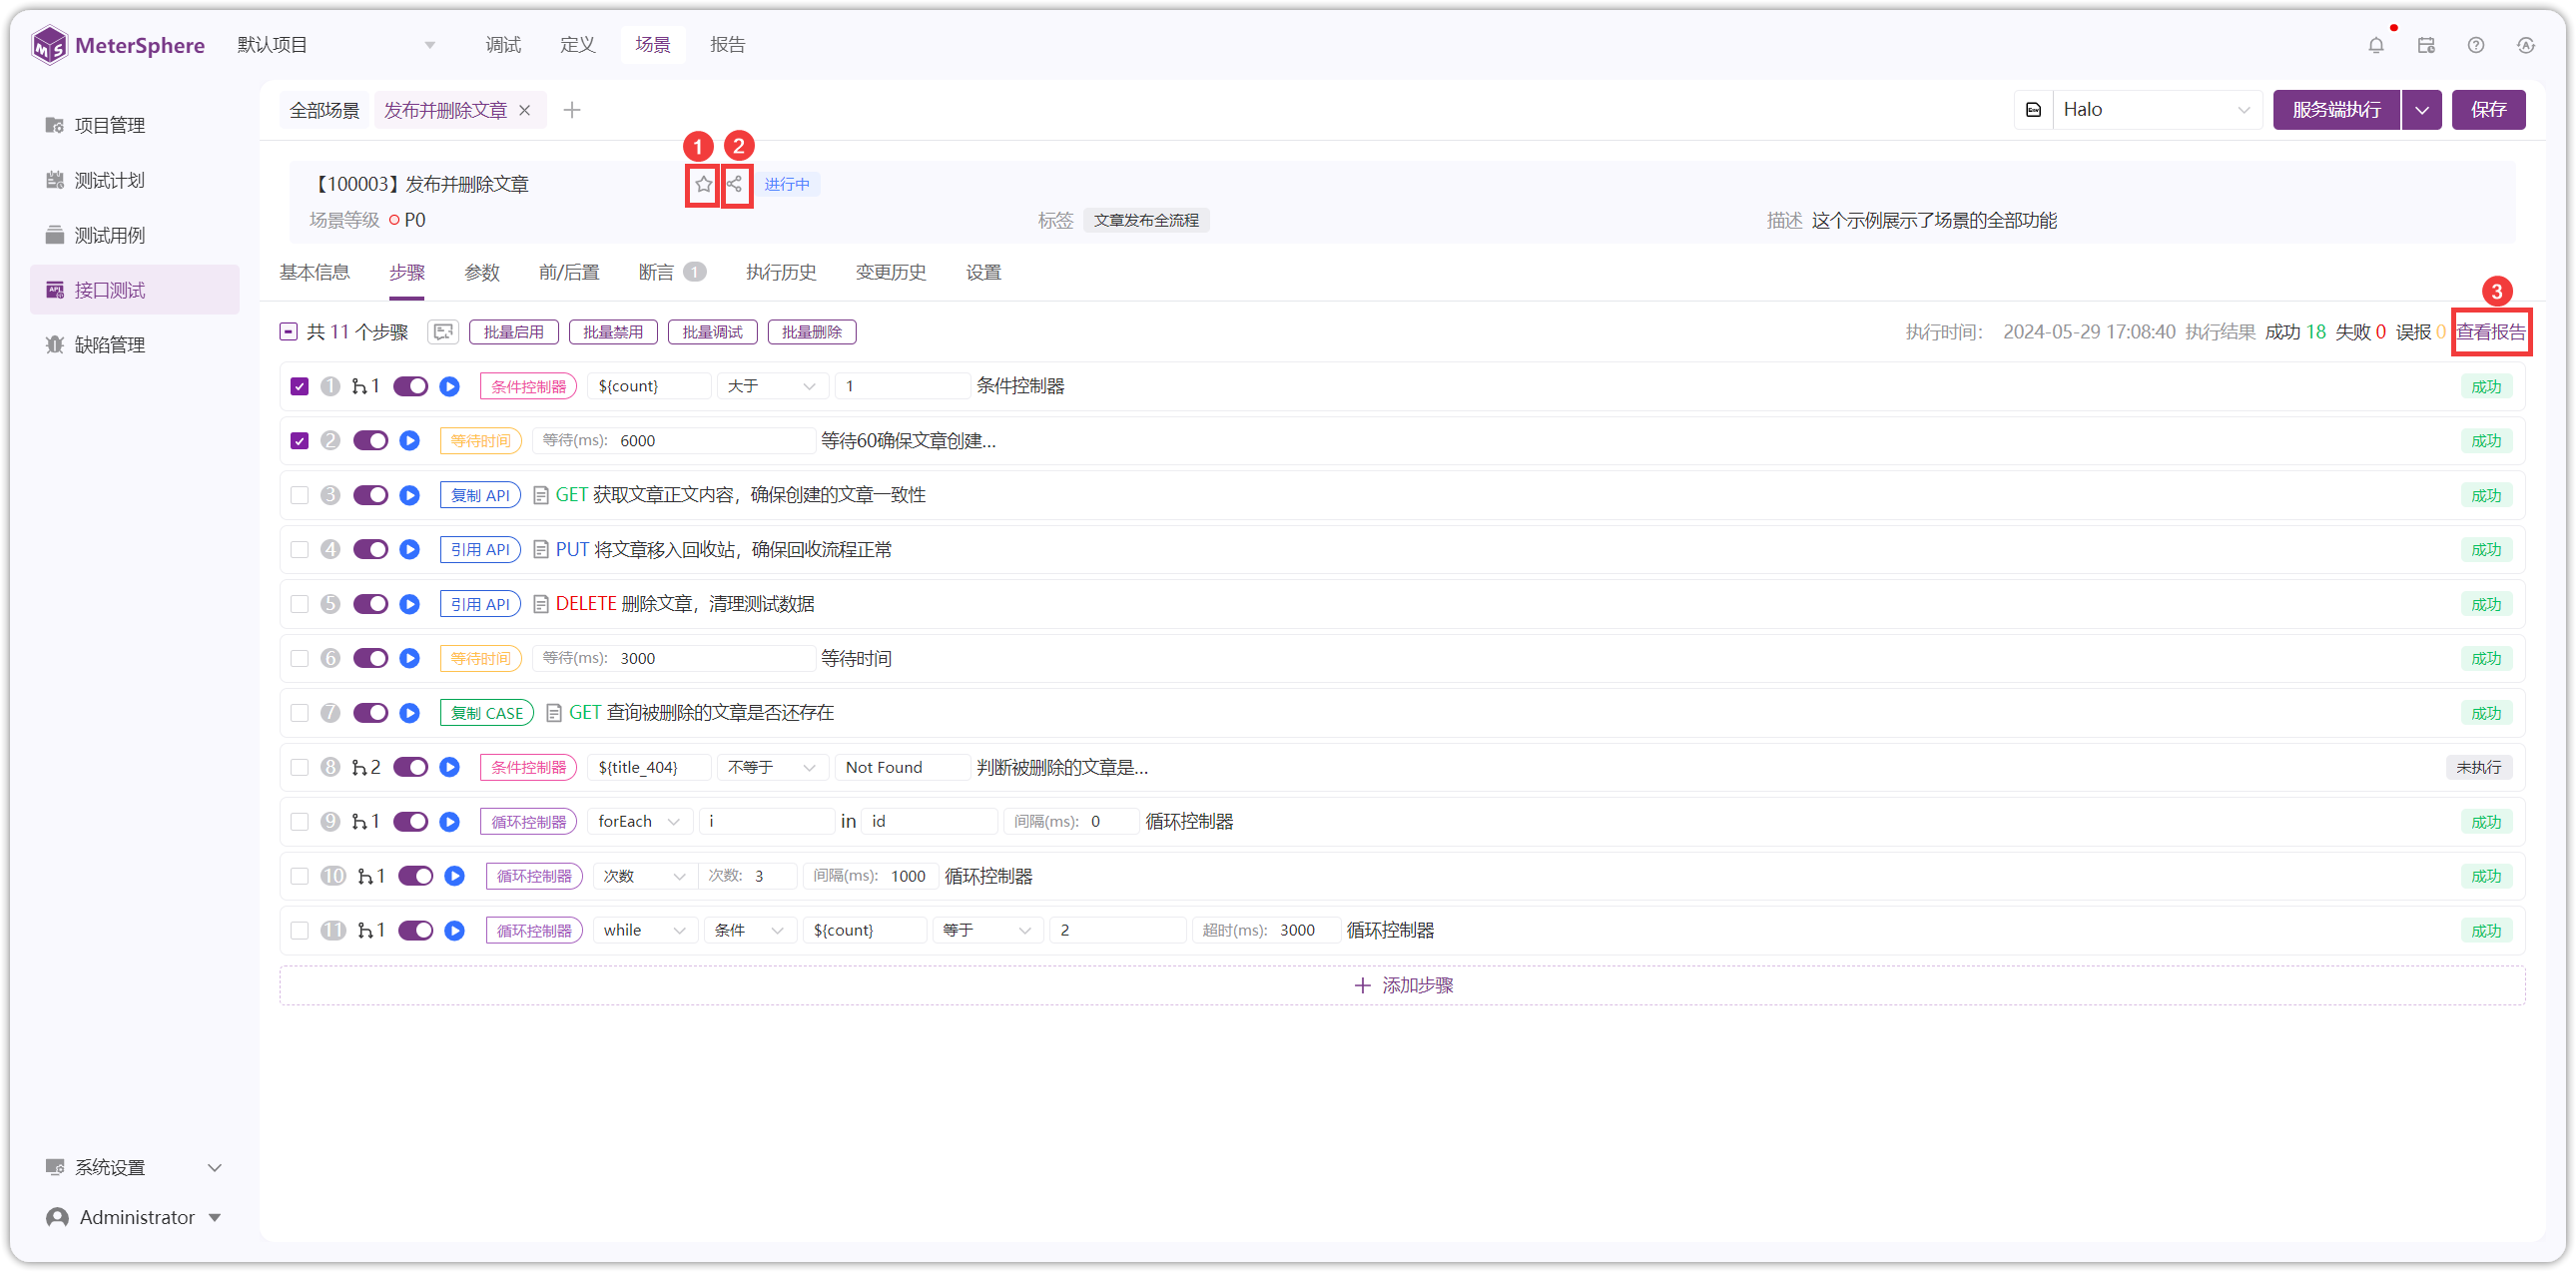 MeterSphere 默认项目 调试 定义 场景 报告
项目管理
测试计划
测试用例
接口测试
缺陷管理
系统设置
Administrator
全部场景 发布并删除文章 Halo 服务端执行 保存
1 2
【100003】发布并删除文章 进行中
场景等级 P0 标签 文章发布全流程 描述 这个示例展示了场景的全部功能
基本信息 步骤 参数 前/后置 断言 1 执行历史 变更历史 设置
3
共 11 个步骤 批量启用 批量禁用 批量调试 批量删除 执行时间: 2024-05-29 17:08:40 执行结果 成功 18 失败 0 误报 0 查看报告
1 1 条件控制器 ${count} 大于 1 条件控制器 成功
2 等待时间 等待(ms): 6000 等待60确保文章创建... 成功
3 复制 API GET 获取文章正文内容，确保创建的文章一致性 成功
4 引用 API PUT 将文章移入回收站，确保回收流程正常 成功
5 引用 API DELETE 删除文章，清理测试数据 成功
6 等待时间 等待(ms): 3000 等待时间 成功
7 复制 CASE GET 查询被删除的文章是否还存在 成功
8 2 条件控制器 ${title_404} 不等于 Not Found 判断被删除的文章是... 未执行
9 1 循环控制器 forEach i in id 间隔(ms): 0 循环控制器 成功
10 1 循环控制器 次数 次数: 3 间隔(ms): 1000 循环控制器 成功
11 1 循环控制器 while 条件 ${count} 等于 2 超时(ms): 3000 循环控制器 成功
添加步骤